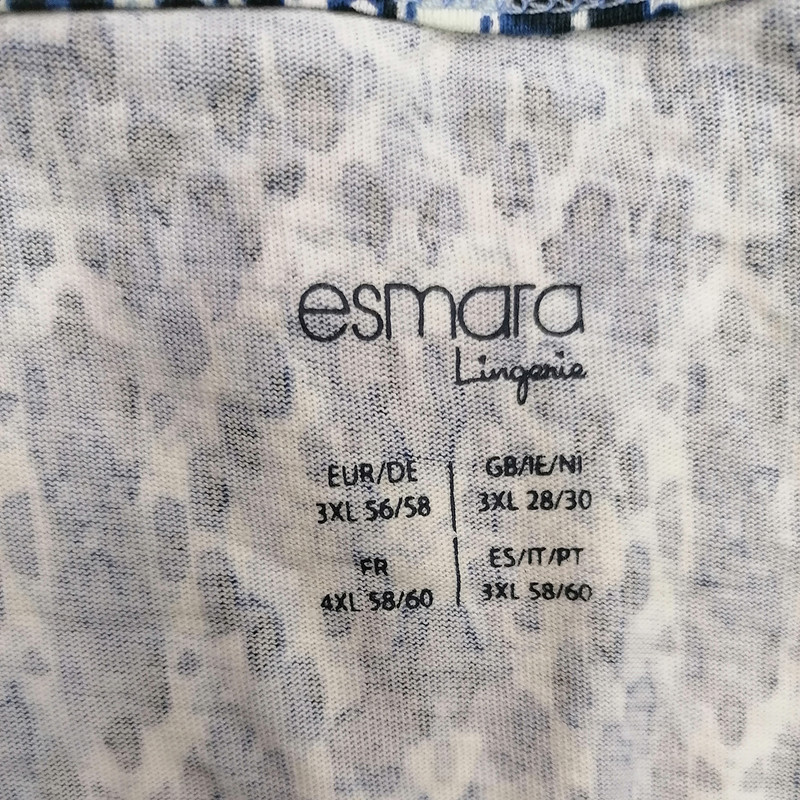 esmara
Lingerie
EUR/DE
3XL 56/58
GB/IE/NI
3XL 28/30
FR
4XL 58/60
ES/IT/PT
3XL 58/60